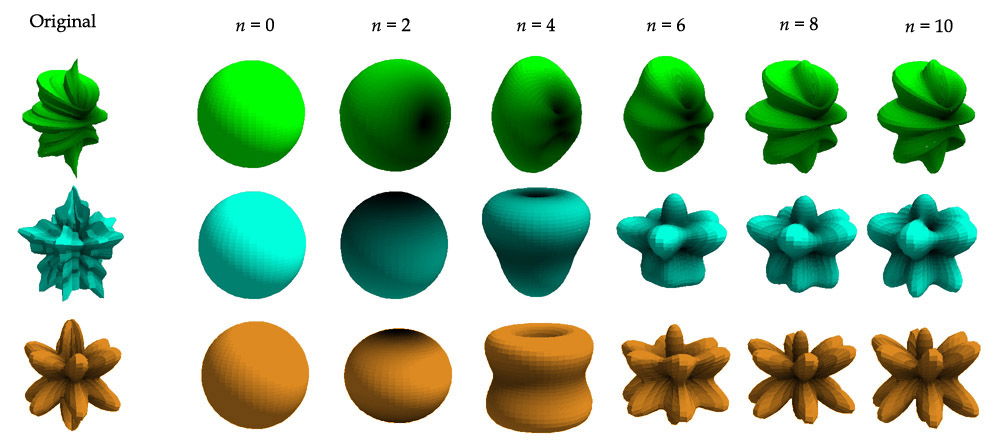 Original n = 0 n = 2 n = 4 n = 6 n = 8 n = 10